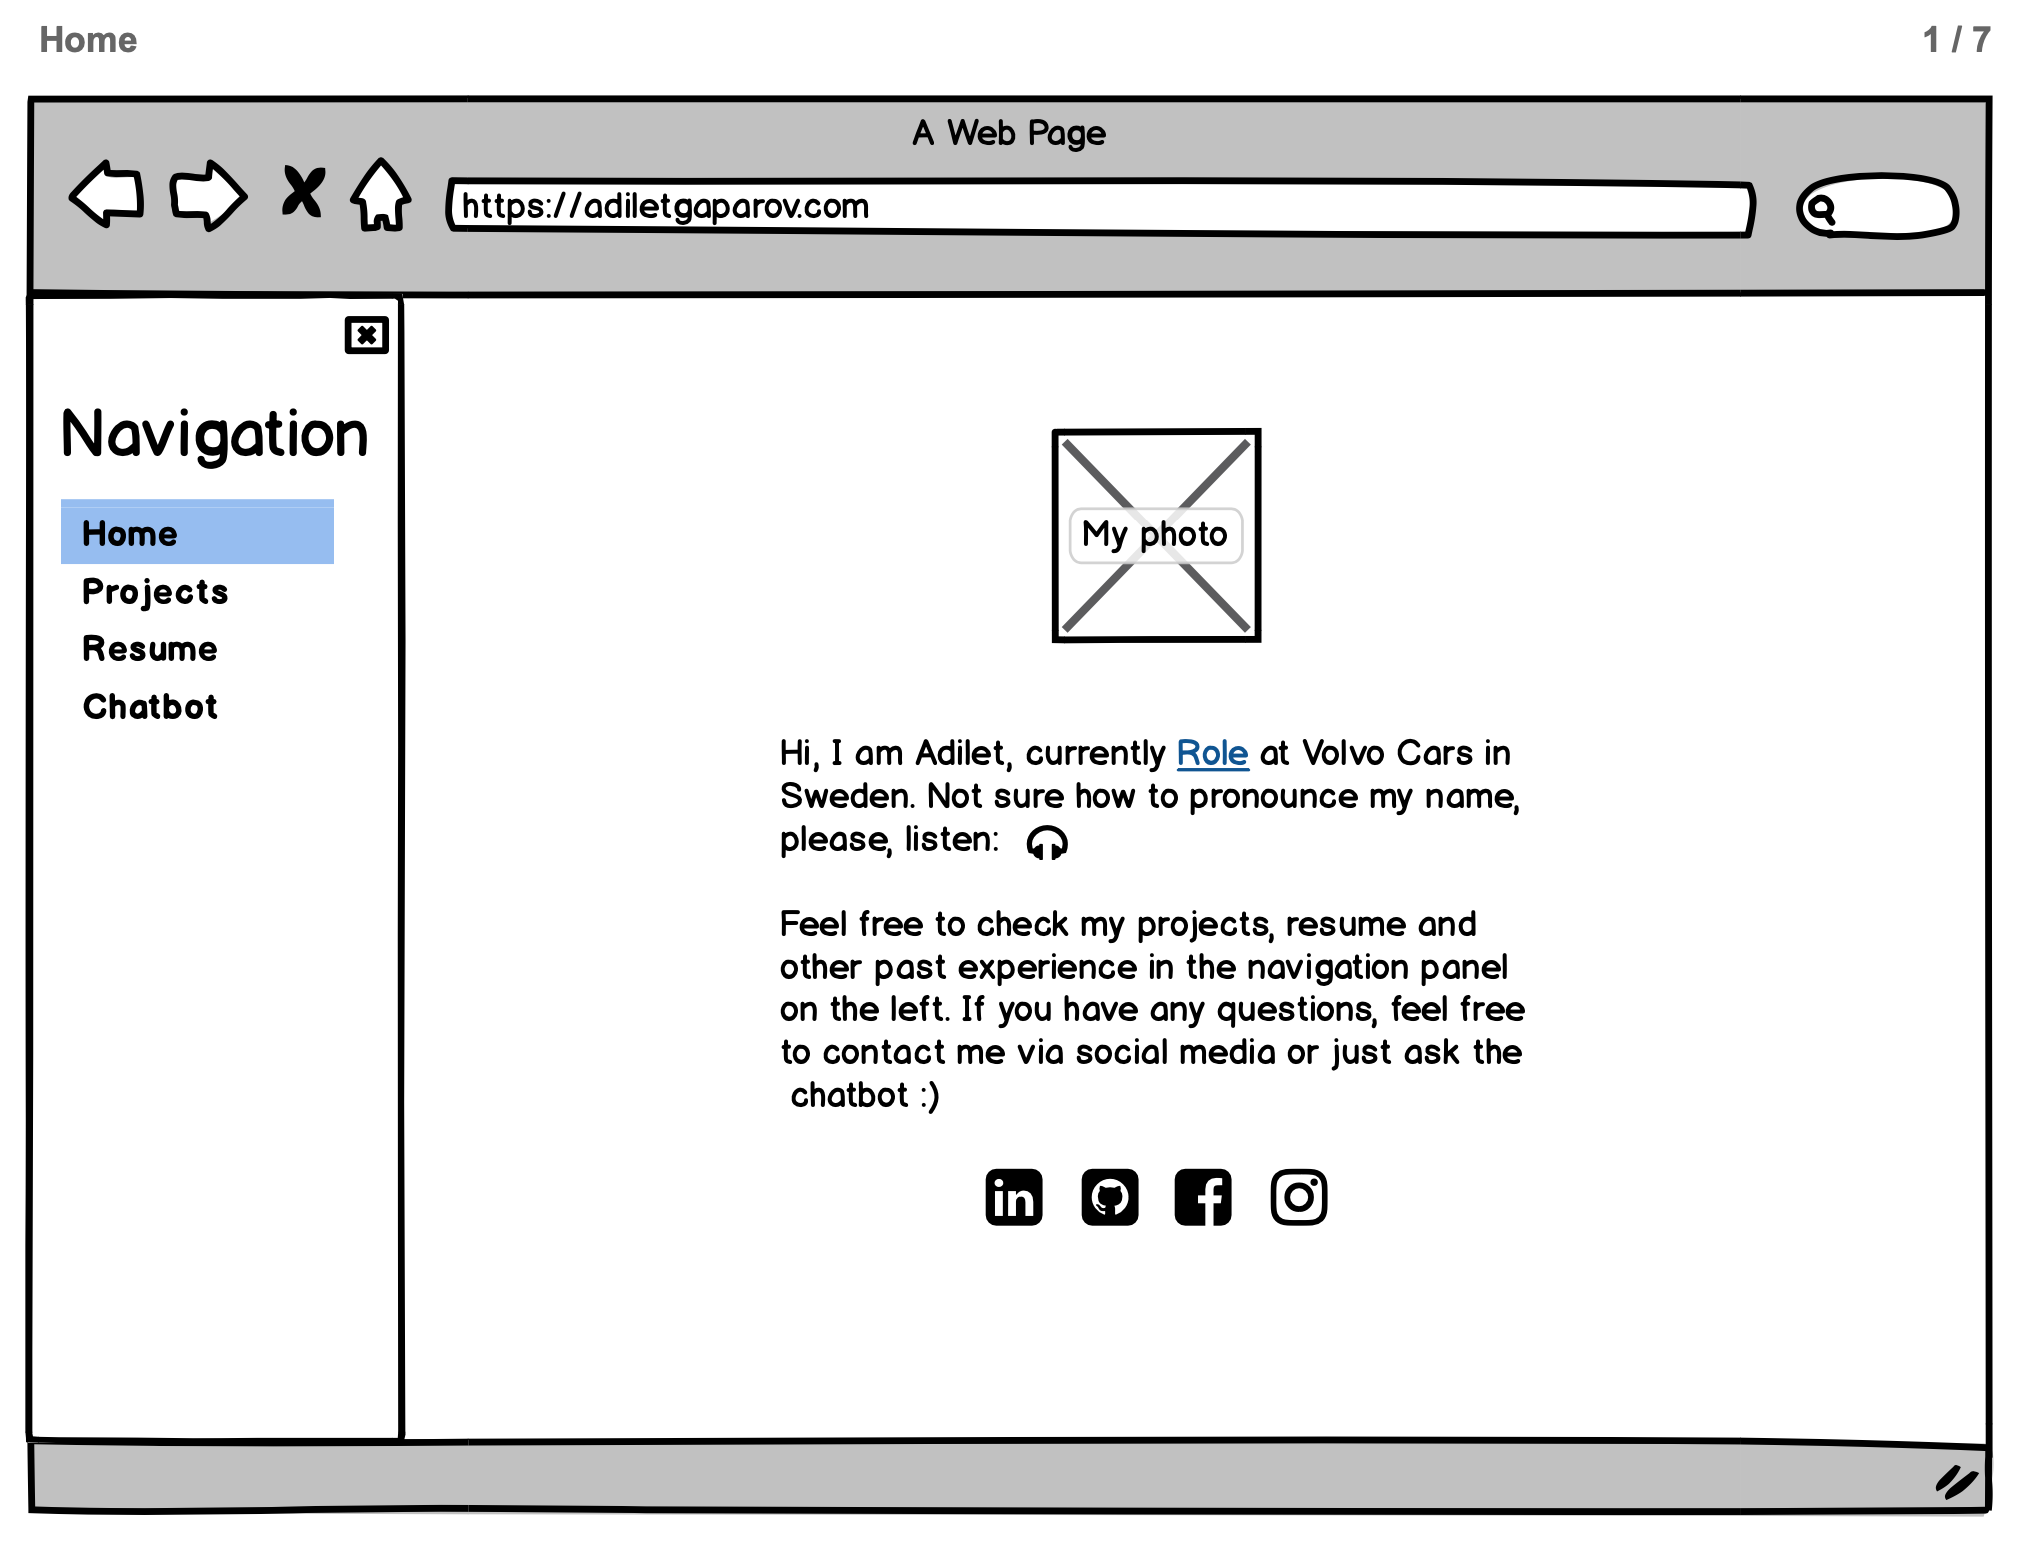 Home
1 / 7
A Web Page
https://adiletgaparov.com
Navigation
Home
Projects
Resume
Chatbot
My photo
Hi, I am Adilet, currently Role at Volvo Cars in
Sweden. Not sure how to pronounce my name,
please, listen:
Feel free to check my projects, resume and
other past experience in the navigation panel
on the left. If you have any questions, feel free
to contact me via social media or just ask the
chatbot :)
in